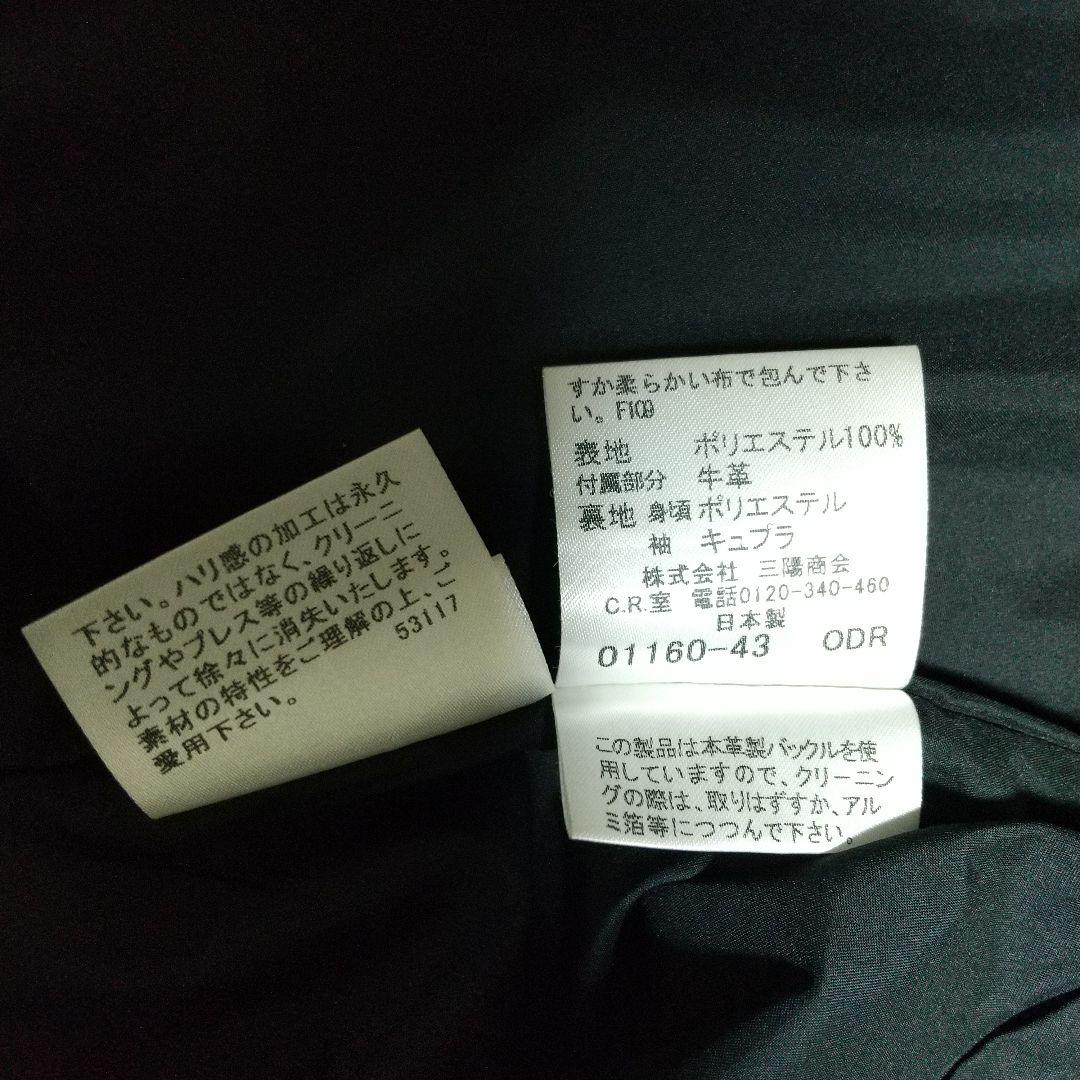 下さい。ハリ感の加工は永久
的なものではなく、クリーニ
ングやプレス等の繰り返しに
よって徐々に消失いたします。
素材の特性をご理解の上、ご
愛用下さい。 53117
すか柔らかい布で包んで下さ
い。F109
表地 ポリエステル100%
付属部分 牛革
裏地 身頃 ポリエステル
袖 キュプラ
株式会社 三陽商会
C.R.室 電話0120-340-460
日本製
01160-43 ODR
この製品は本革製バックルを使
用していますので、クリーニン
グの際は、取りはずすか、アル
ミ箔等につつんで下さい。